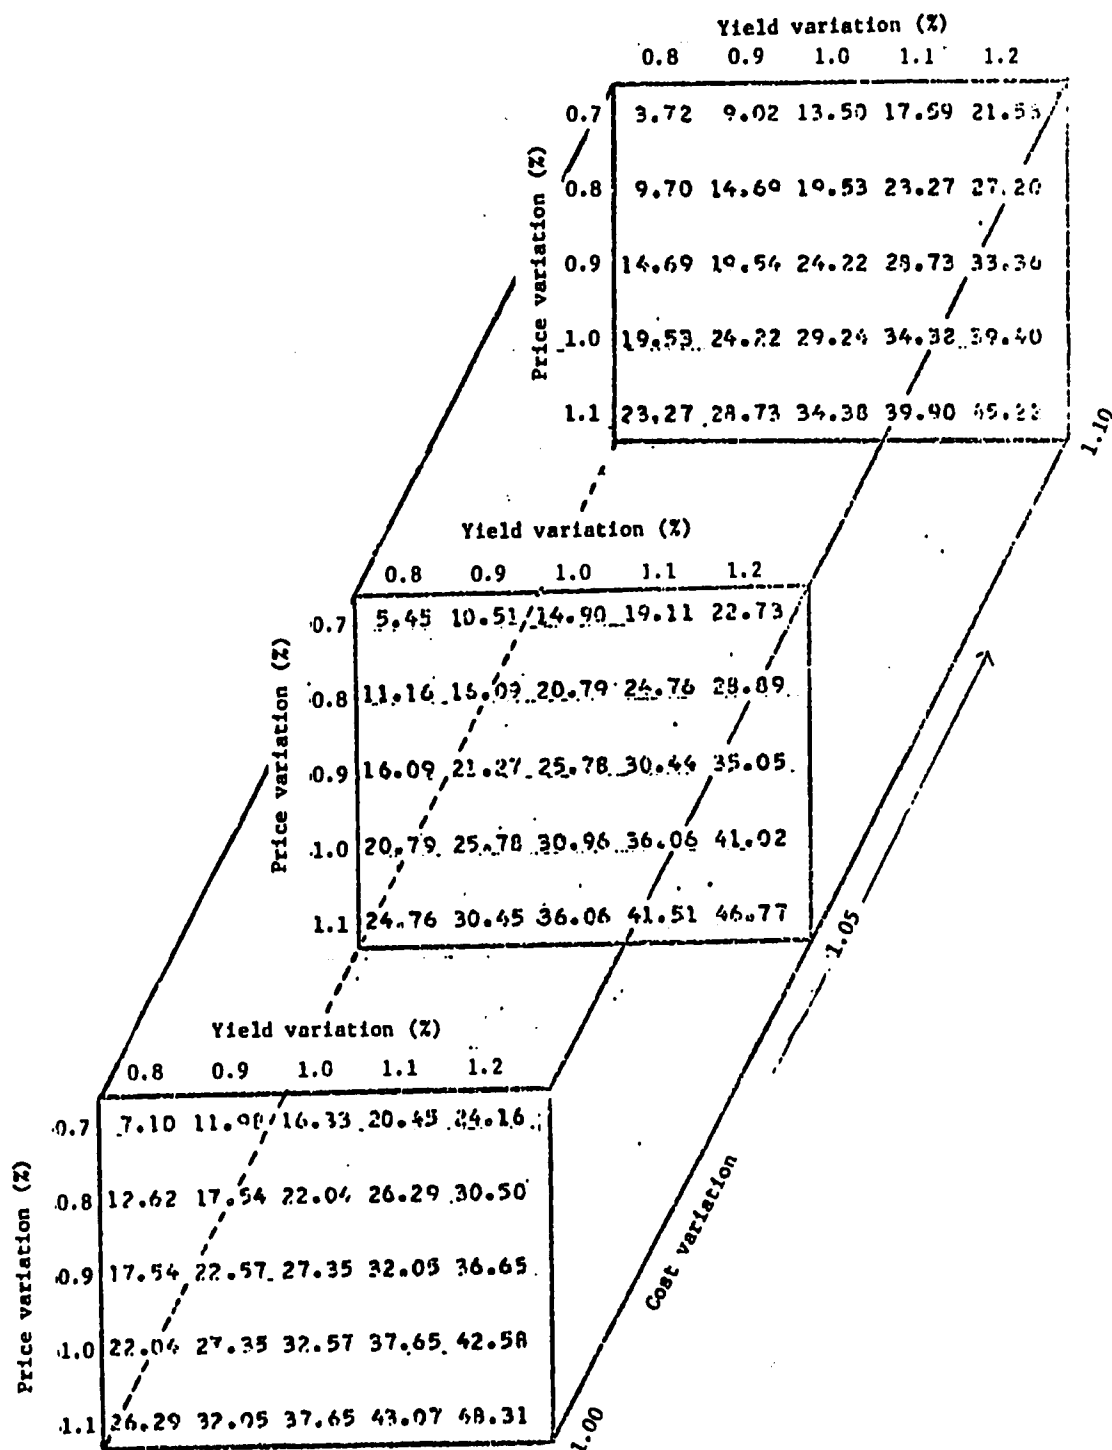 Yield variation (%)
0.8 0.9 1.0 1.1 1.2
Price variation (%)
0.7 3.72 9.02 13.50 17.59
0.8 9.70 14.69 19.53 23.27 27.20
0.9 14.69 19.54 24.22 28.73 33.30
1.0 19.53 24.22 29.24 34.32 39.40
1.1 23.27 28.73 34.38 39.90
1.10
Yield variation (%)
0.8 0.9 1.0 1.1 1.2
Price variation (%)
0.7 5.45 10.51 14.90 19.11 22.73
0.8 11.16 16.09 20.79 24.76 28.89
0.9 16.09 21.27 25.78 30.44 35.05
1.0 20.79 25.78 30.96 36.06 41.02
1.1 24.76 30.45 36.06 41.51 46.77
1.05
Yield variation (%)
0.8 0.9 1.0 1.1 1.2
Price variation (%)
0.7 7.10 11.98 16.33 20.45 24.16
0.8 12.62 17.54 22.04 26.29 30.50
0.9 17.54 22.57 27.35 32.05 36.65
1.0 22.04 27.35 32.57 37.65 42.58
1.1 26.29 32.05 37.65 43.07 48.31
Cost variation
1.00